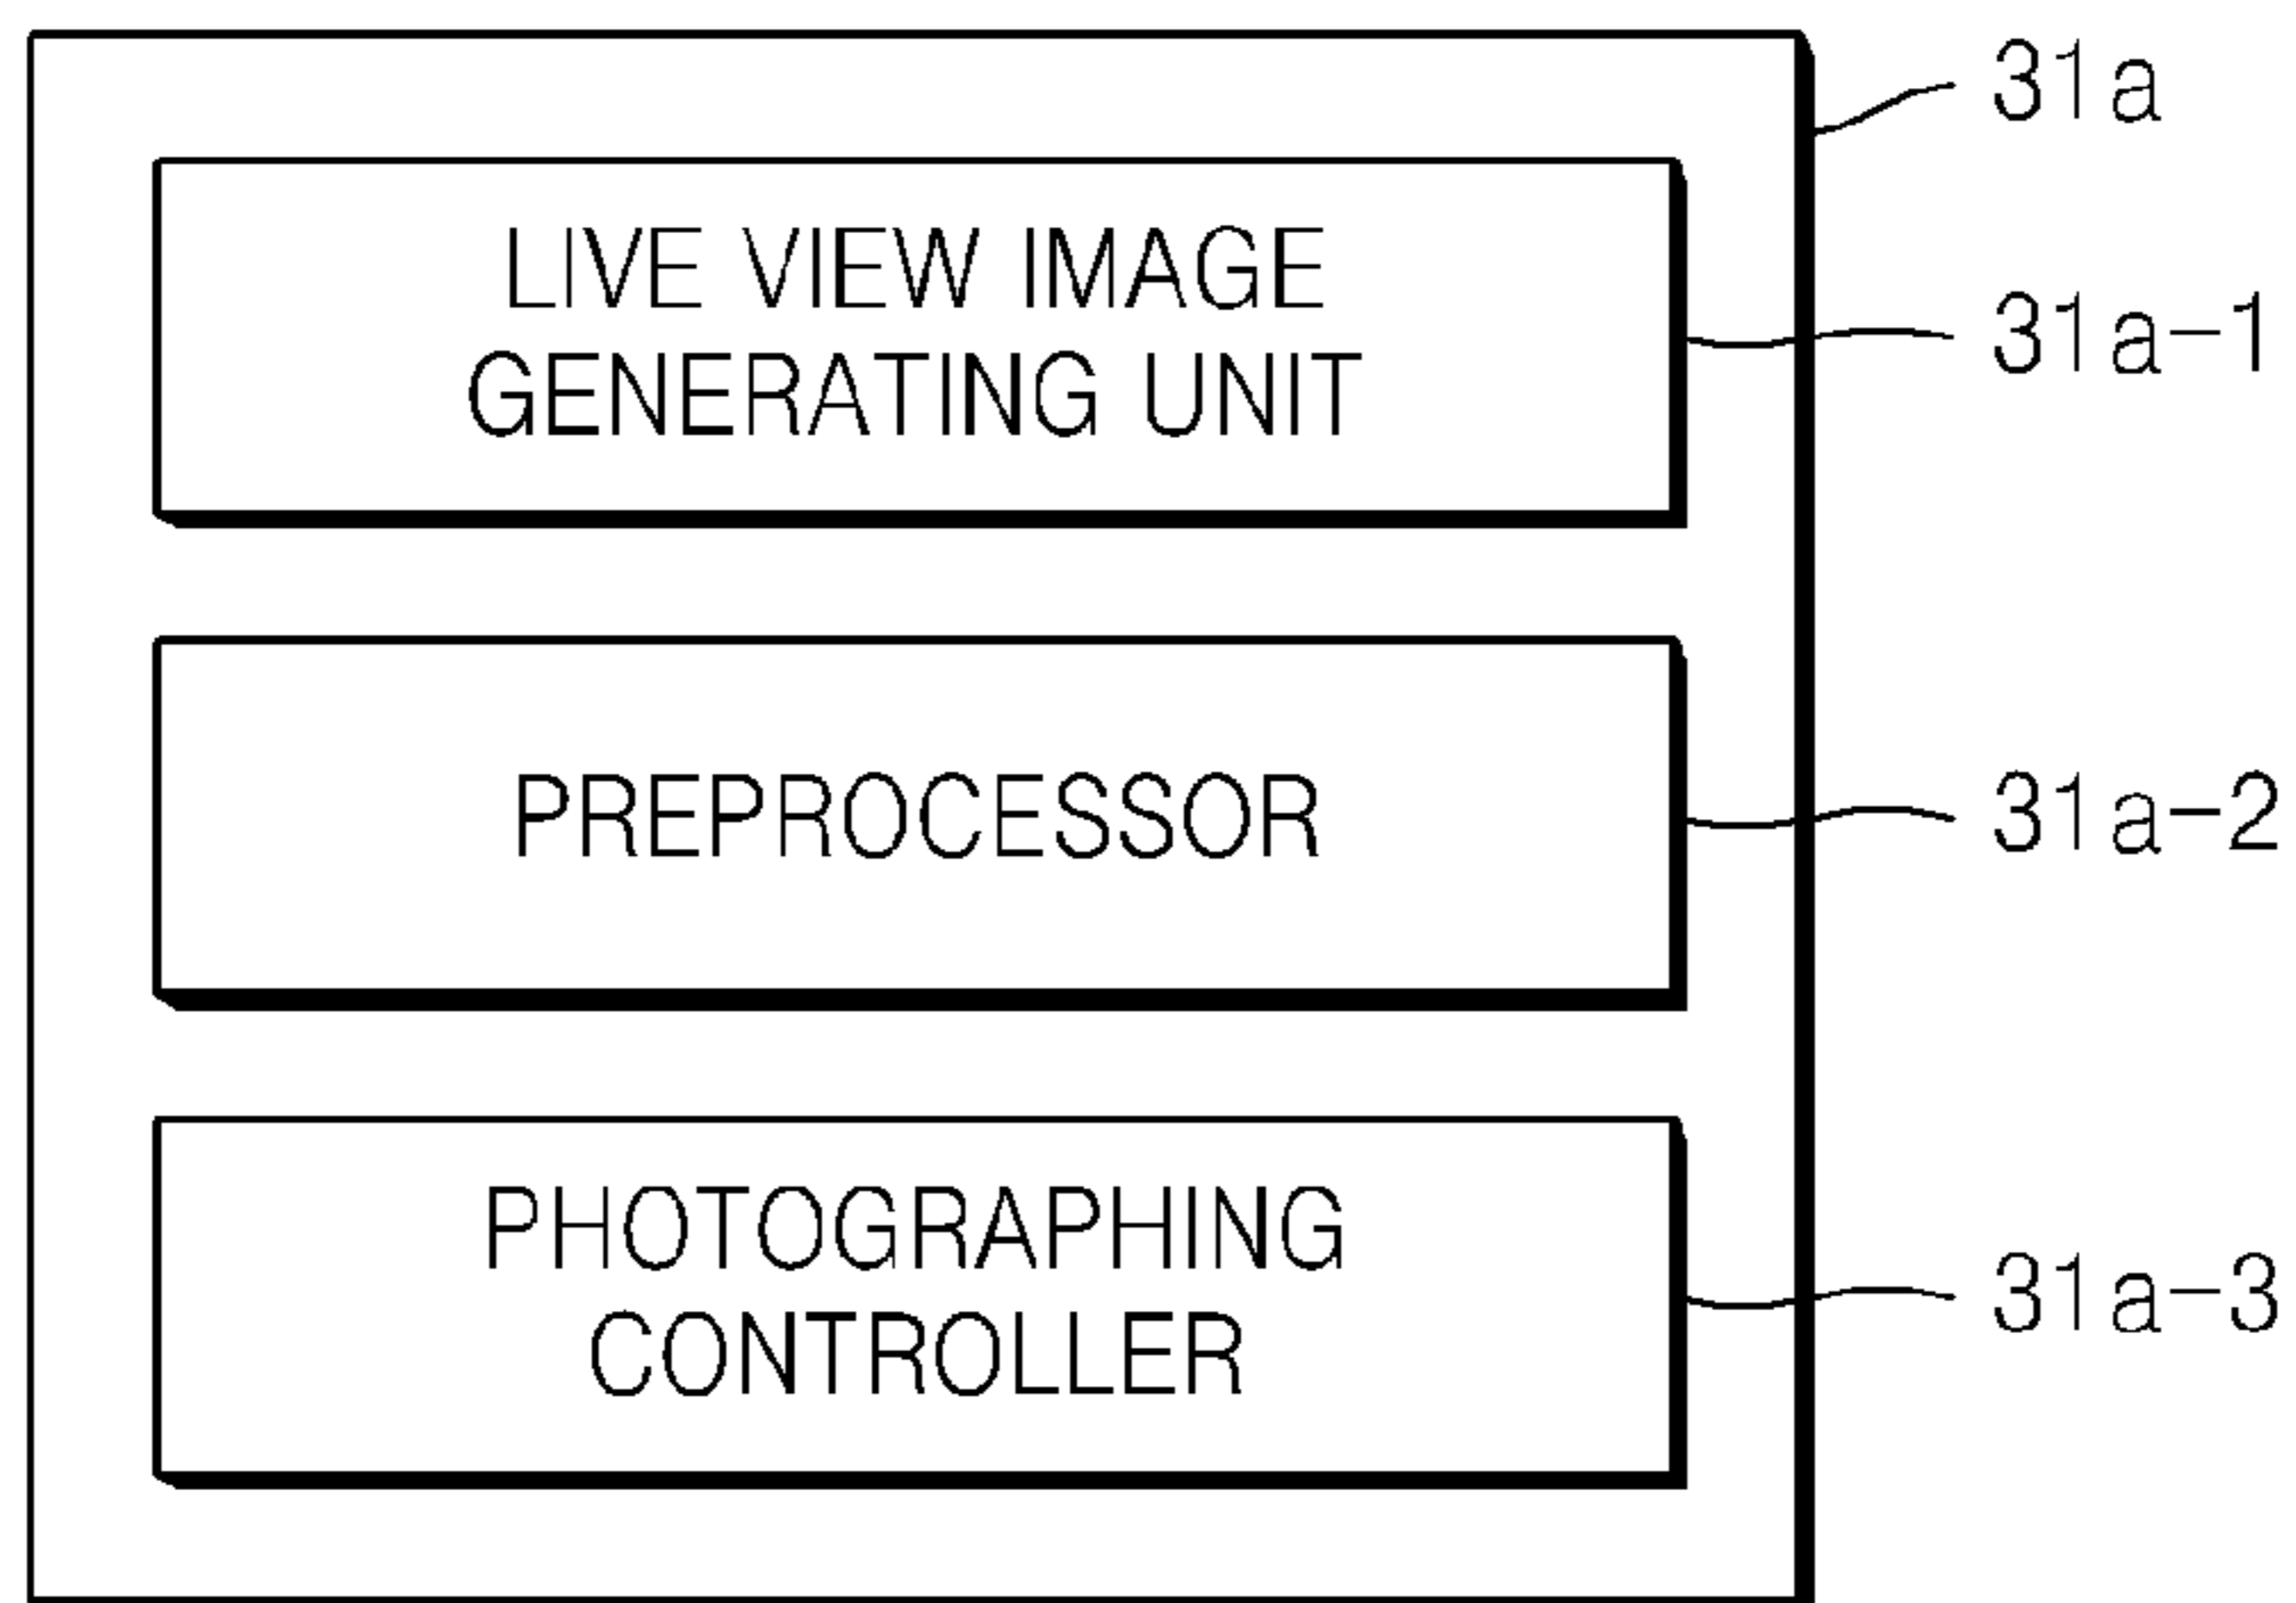 31a
LIVE VIEW IMAGE
GENERATING UNIT
31a-1
PREPROCESSOR
31a-2
PHOTOGRAPHING
CONTROLLER
31a-3